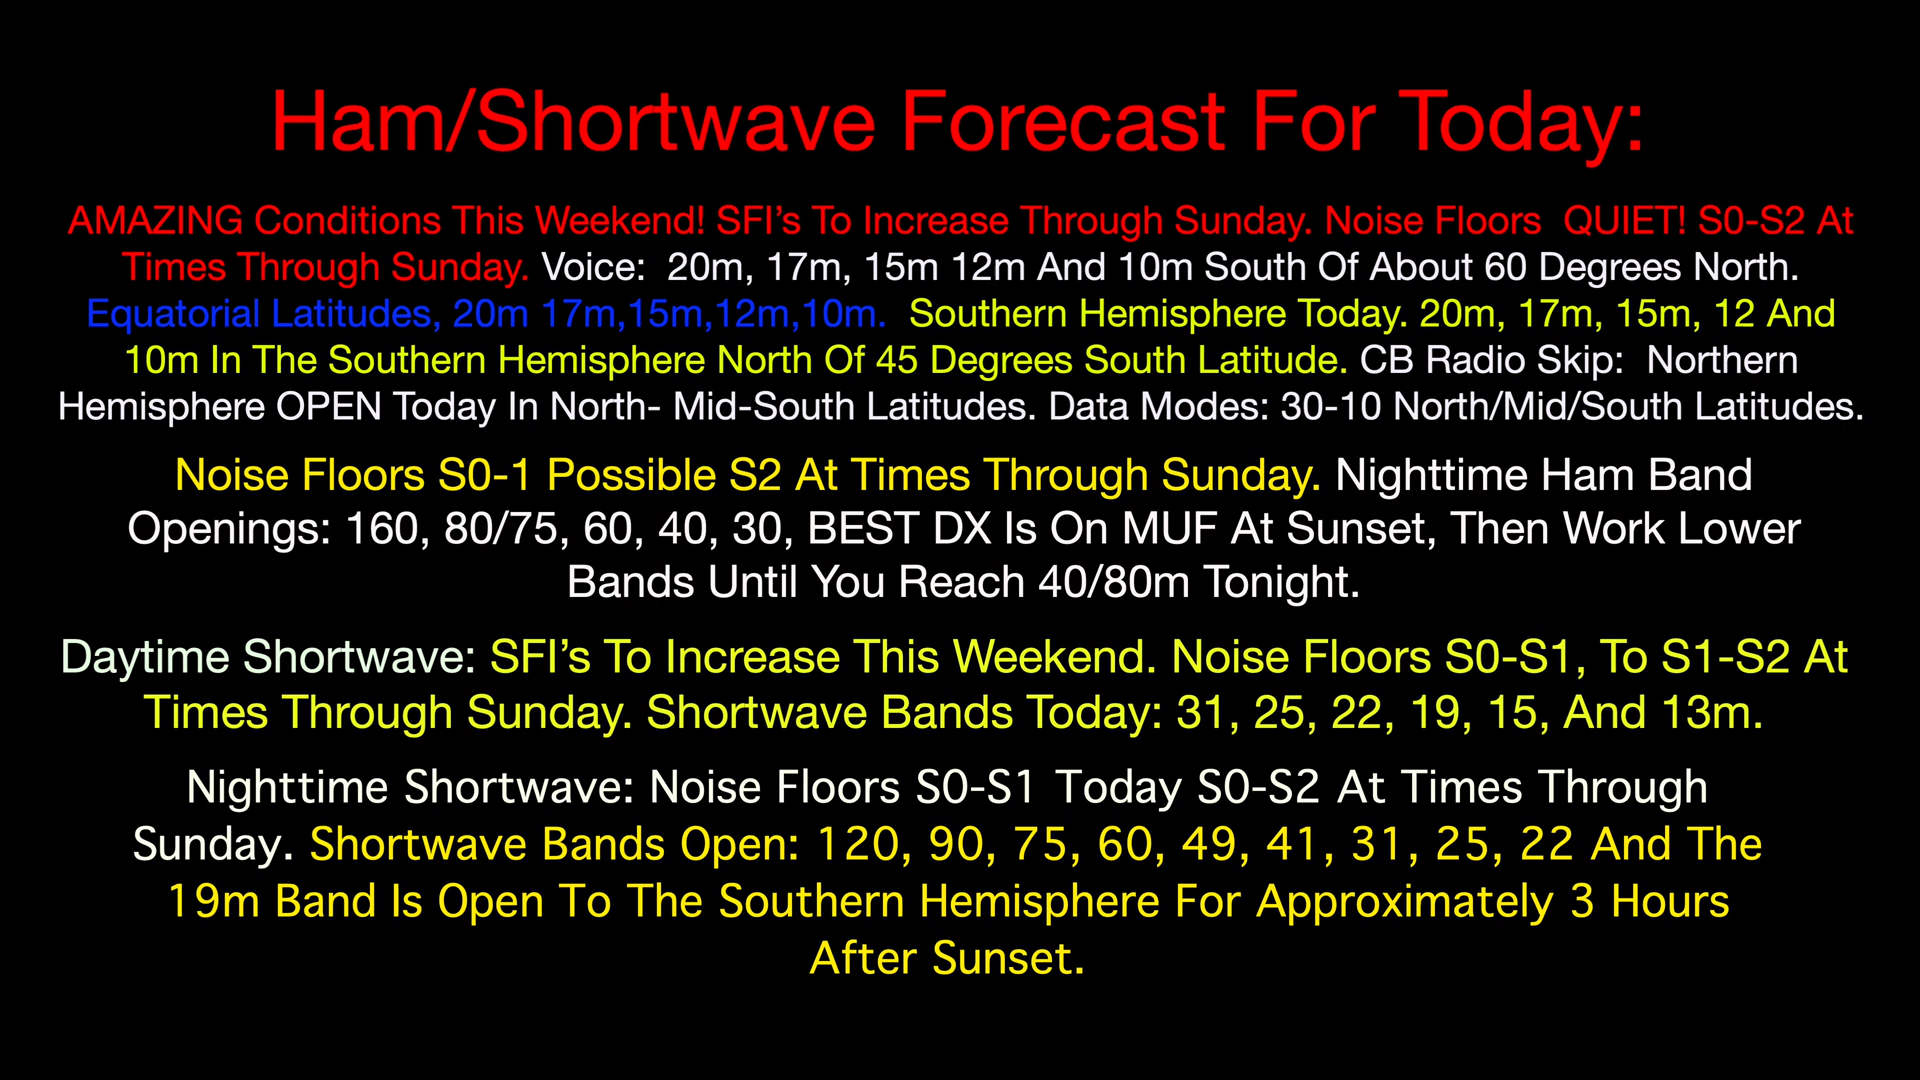 Ham/Shortwave Forecast For Today:
AMAZING Conditions This Weekend! SFI’s To Increase Through Sunday. Noise Floors  QUIET! S0-S2 At
Times Through Sunday. Voice:  20m, 17m, 15m 12m And 10m South Of About 60 Degrees North.
Equatorial Latitudes, 20m 17m,15m,12m,10m.  Southern Hemisphere Today. 20m, 17m, 15m, 12 And
10m In The Southern Hemisphere North Of 45 Degrees South Latitude. CB Radio Skip:  Northern
Hemisphere OPEN Today In North- Mid-South Latitudes. Data Modes: 30-10 North/Mid/South Latitudes.
Noise Floors S0-1 Possible S2 At Times Through Sunday. Nighttime Ham Band
Openings: 160, 80/75, 60, 40, 30, BEST DX Is On MUF At Sunset, Then Work Lower
Bands Until You Reach 40/80m Tonight.
Daytime Shortwave: SFI’s To Increase This Weekend. Noise Floors S0-S1, To S1-S2 At
Times Through Sunday. Shortwave Bands Today: 31, 25, 22, 19, 15, And 13m.
Nighttime Shortwave: Noise Floors S0-S1 Today S0-S2 At Times Through
Sunday. Shortwave Bands Open: 120, 90, 75, 60, 49, 41, 31, 25, 22 And The
19m Band Is Open To The Southern Hemisphere For Approximately 3 Hours
After Sunset.